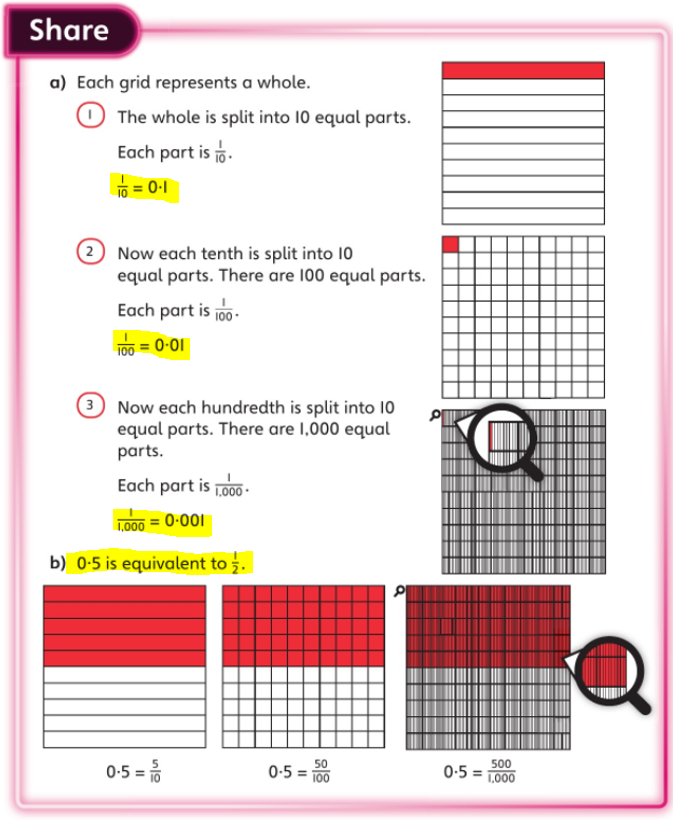 Share
a) Each grid represents a whole.
1 The whole is split into 10 equal parts.
Each part is 1/10.
1/10 = 0·1
2 Now each tenth is split into 10
equal parts. There are 100 equal parts.
Each part is 1/100.
1/100 = 0·01
3 Now each hundredth is split into 10
equal parts. There are 1,000 equal
parts.
Each part is 1/1,000.
1/1,000 = 0·001
b) 0·5 is equivalent to 1/2.
0·5 = 5/10
0·5 = 50/100
0·5 = 500/1,000